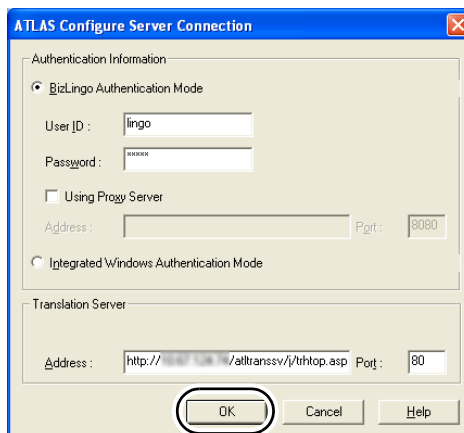 ATLAS Configure Server Connection
Authentication Information
BizLingo Authentication Mode
User ID : lingo
Password : *****
Using Proxy Server
Address : Port : 8080
Integrated Windows Authentication Mode
Translation Server
Address : http:// /atltranssv/j/trhtop.asp Port : 80
OK Cancel Help